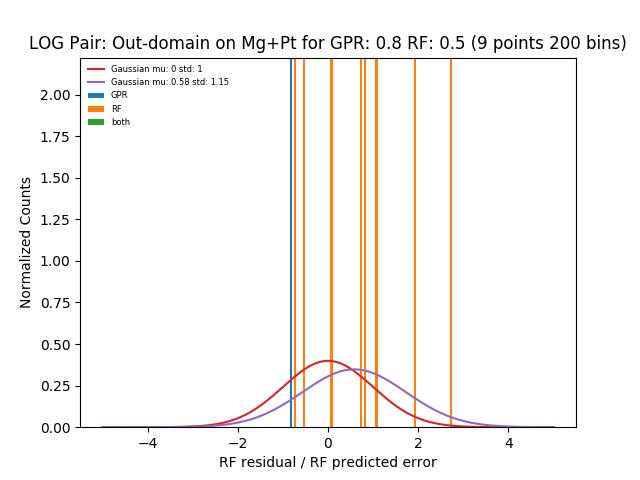 LOG Pair: Out-domain on Mg+Pt for GPR: 0.8 RF: 0.5 (9 points 200 bins)
Gaussian mu: 0 std: 1
Gaussian mu: 0.58 std: 1.15
GPR
RF
both
2.00
1.75
1.50
1.25
1.00
0.75
0.50
0.25
0.00
Normalized Counts
−4
−2
0
2
4
RF residual / RF predicted error